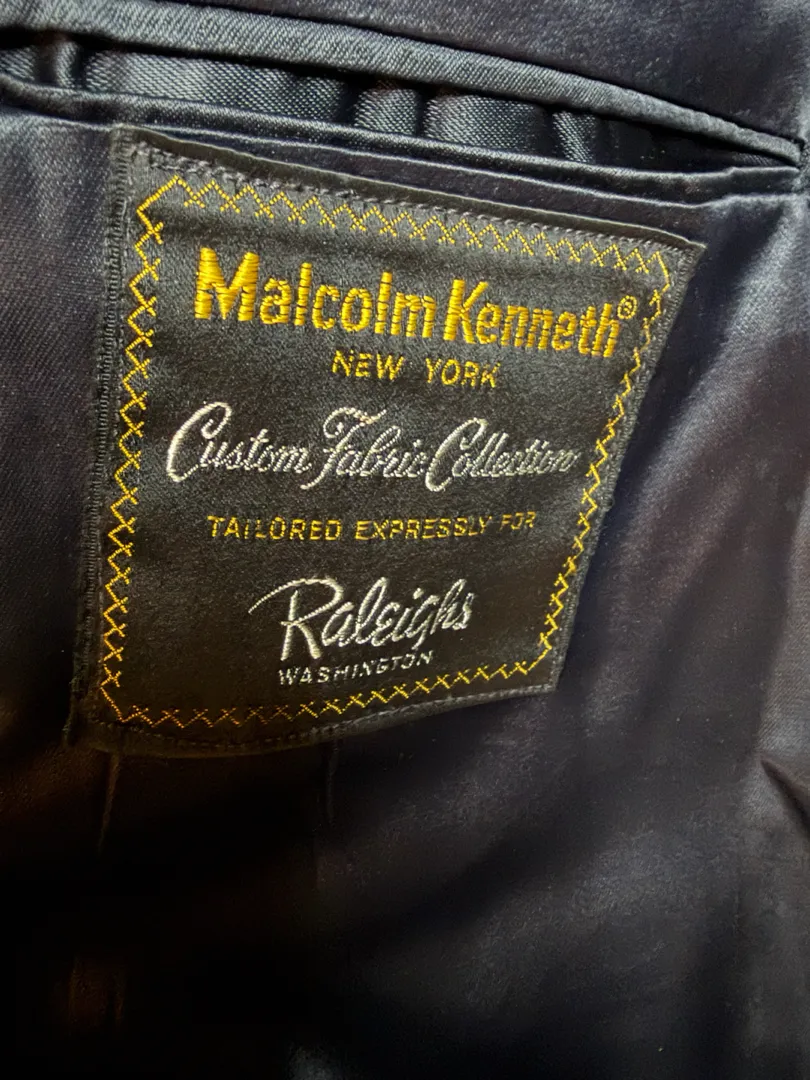 Malcolm Kenneth®
NEW YORK
Custom Fabric Collection
TAILORED EXPRESSLY FOR
Raleighs
WASHINGTON